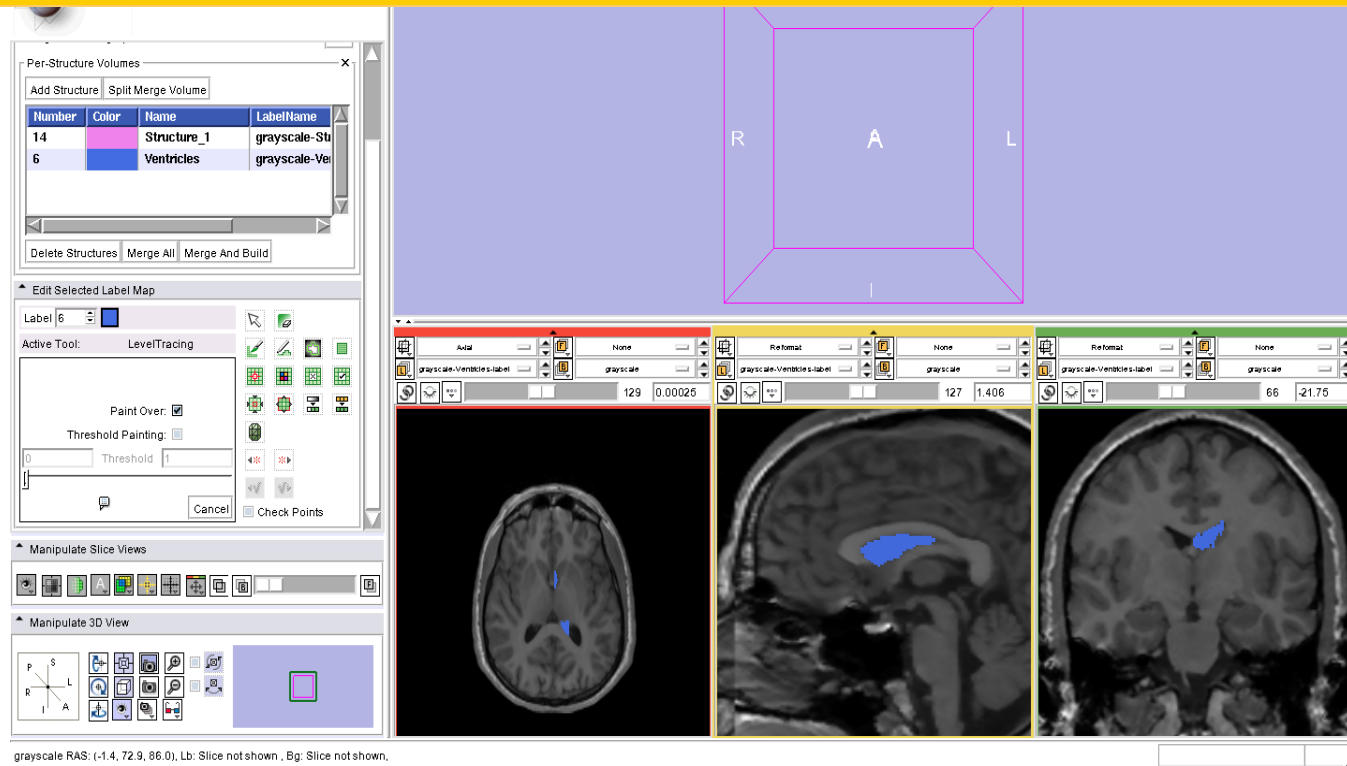 Per-Structure Volumes
Add Structure Split Merge Volume
Number Color Name LabelName
14 Structure_1 grayscale-Stu
6 Ventricles grayscale-Ve
Delete Structures Merge All Merge And Build
Edit Selected Label Map
Label 6
Active Tool: LevelTracing
Paint Over:
Threshold Painting:
0 Threshold 1
Cancel
Check Points
Manipulate Slice Views
Manipulate 3D View
P S
R L
I A
R A L
I
Axial None
grayscale-Ventricles-label grayscale
129 0.00025
Reformat None
grayscale-Ventricles-label grayscale
127 1.406
Reformat None
grayscale-Ventricles-label grayscale
66 -21.75
grayscale RAS: (-1.4, 72.9, 86.0), Lb: Slice not shown , Bg: Slice not shown,